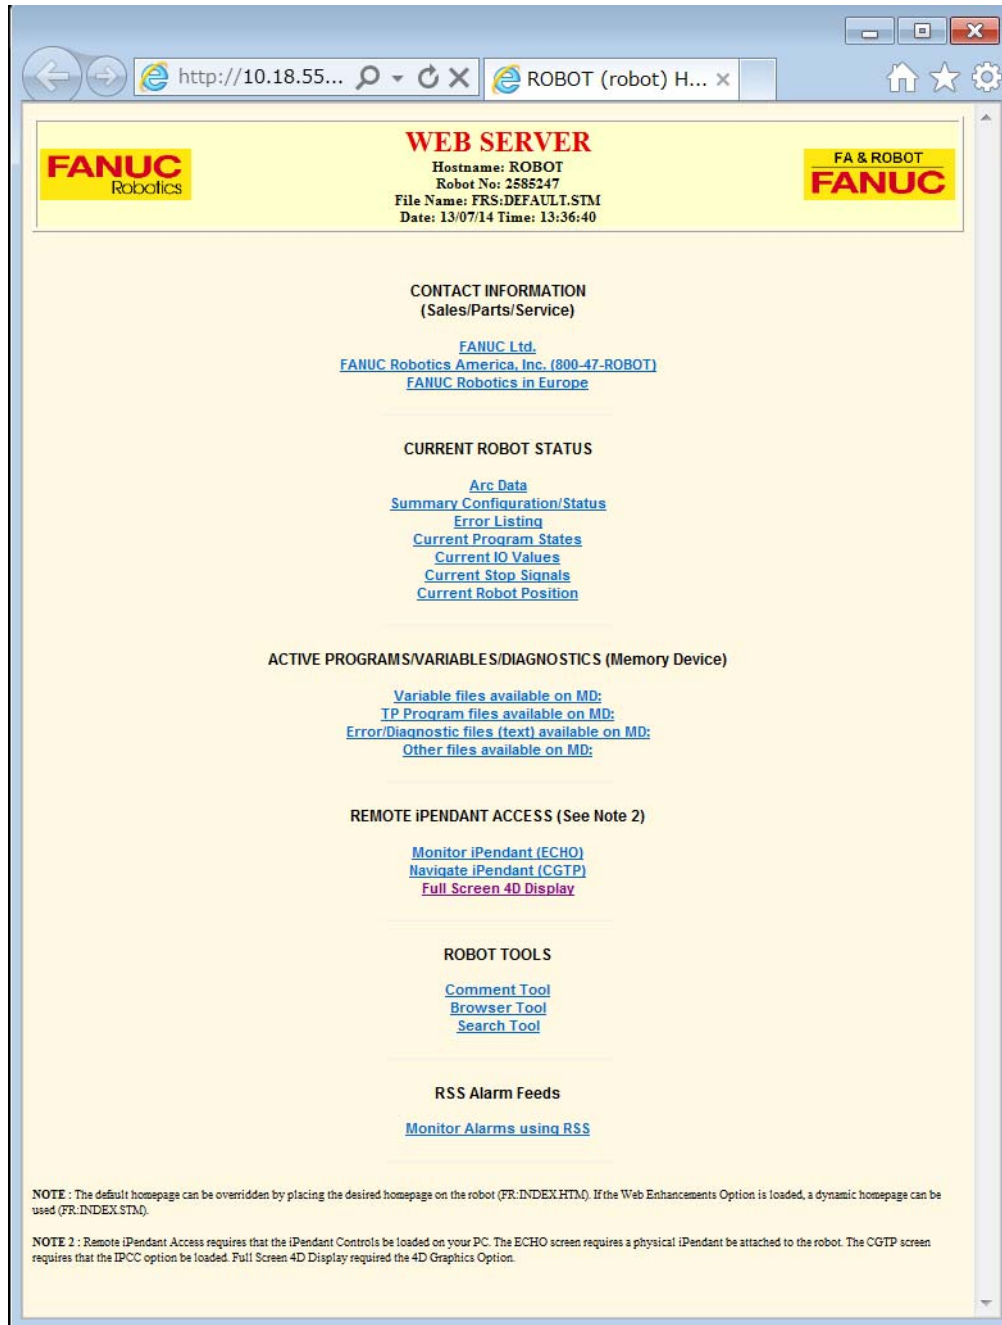 http://10.18.55...
ROBOT (robot) H...
FANUC
Robotics
WEB SERVER
Hostname: ROBOT
Robot No: 2585247
File Name: FRS:DEFAULT.STM
Date: 13/07/14 Time: 13:36:40
FA & ROBOT
FANUC
CONTACT INFORMATION
(Sales/Parts/Service)
FANUC Ltd.
FANUC Robotics America, Inc. (800-47-ROBOT)
FANUC Robotics in Europe
CURRENT ROBOT STATUS
Arc Data
Summary Configuration/Status
Error Listing
Current Program States
Current IO Values
Current Stop Signals
Current Robot Position
ACTIVE PROGRAMS/VARIABLES/DIAGNOSTICS (Memory Device)
Variable files available on MD:
TP Program files available on MD:
Error/Diagnostic files (text) available on MD:
Other files available on MD:
REMOTE iPENDANT ACCESS (See Note 2)
Monitor iPendant (ECHO)
Navigate iPendant (CGTP)
Full Screen 4D Display
ROBOT TOOLS
Comment Tool
Browser Tool
Search Tool
RSS Alarm Feeds
Monitor Alarms using RSS
NOTE : The default homepage can be overridden by placing the desired homepage on the robot (FR:INDEX.HTM). If the Web Enhancements Option is loaded, a dynamic homepage can be
used (FR:INDEX.STM).
NOTE 2 : Remote iPendant Access requires that the iPendant Controls be loaded on your PC. The ECHO screen requires a physical iPendant be attached to the robot. The CGTP screen
requires that the IPCC option be loaded. Full Screen 4D Display required the 4D Graphics Option.